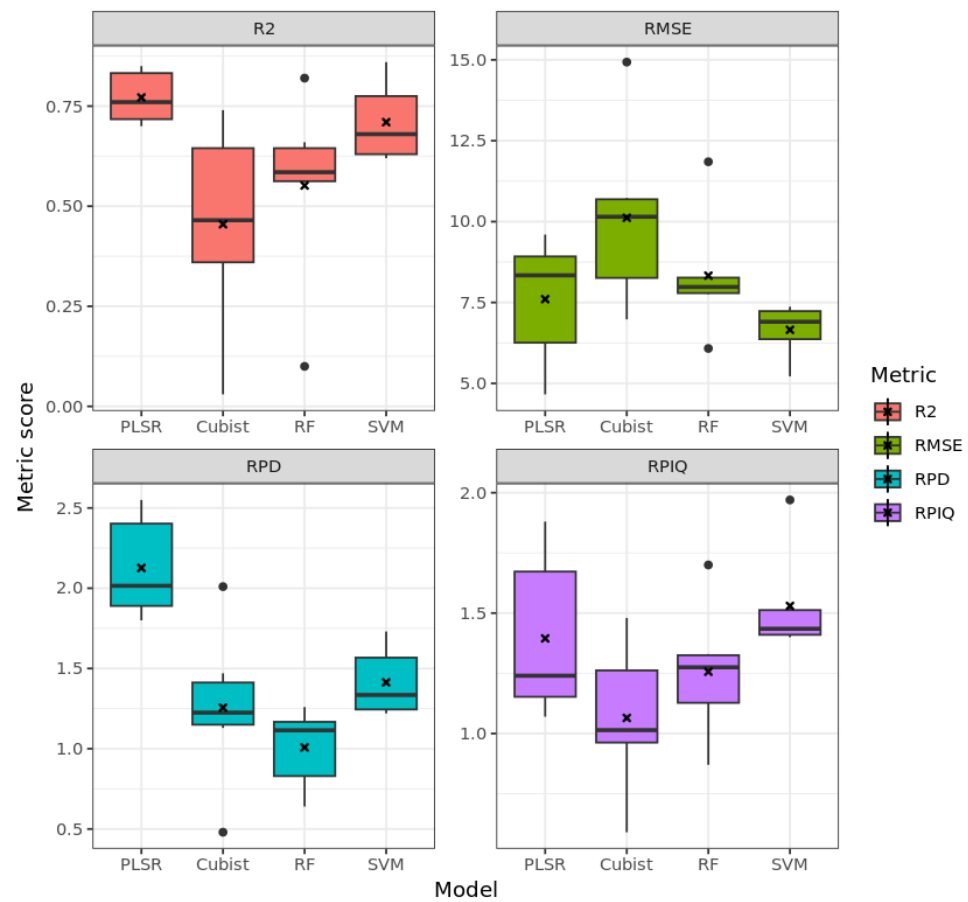 R2
RMSE
0.75
0.50
0.25
0.00
15.0
12.5
10.0
7.5
5.0
PLSR Cubist RF SVM
PLSR Cubist RF SVM
Metric score
RPD
RPIQ
2.5
2.0
1.5
1.0
0.5
2.0
1.5
1.0
PLSR Cubist RF SVM
PLSR Cubist RF SVM
Model
Metric
R2
RMSE
RPD
RPIQ